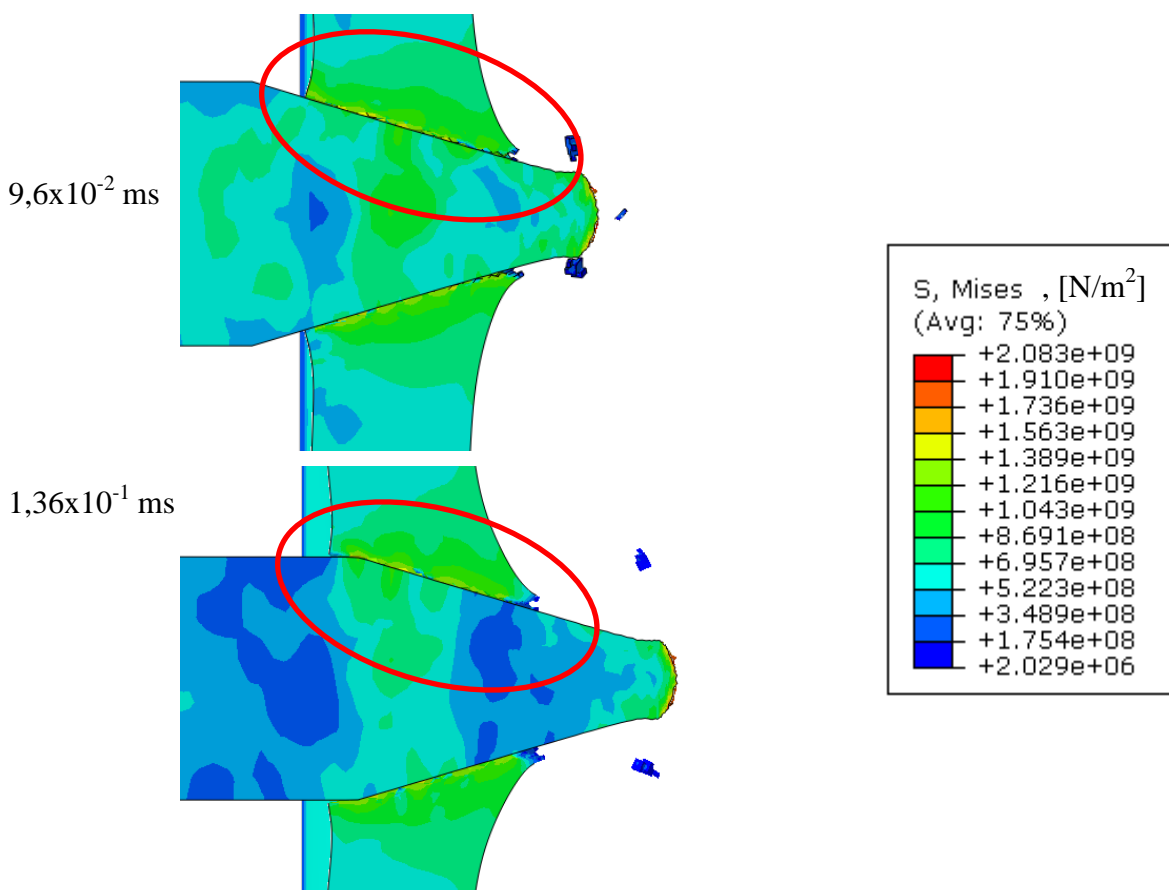 9,6x10⁻² ms
S, Mises , [N/m²]
(Avg: 75%)
+2.083e+09
+1.910e+09
+1.736e+09
+1.563e+09
+1.389e+09
+1.216e+09
+1.043e+09
+8.691e+08
+6.957e+08
+5.223e+08
+3.489e+08
+1.754e+08
+2.029e+06
1,36x10⁻¹ ms